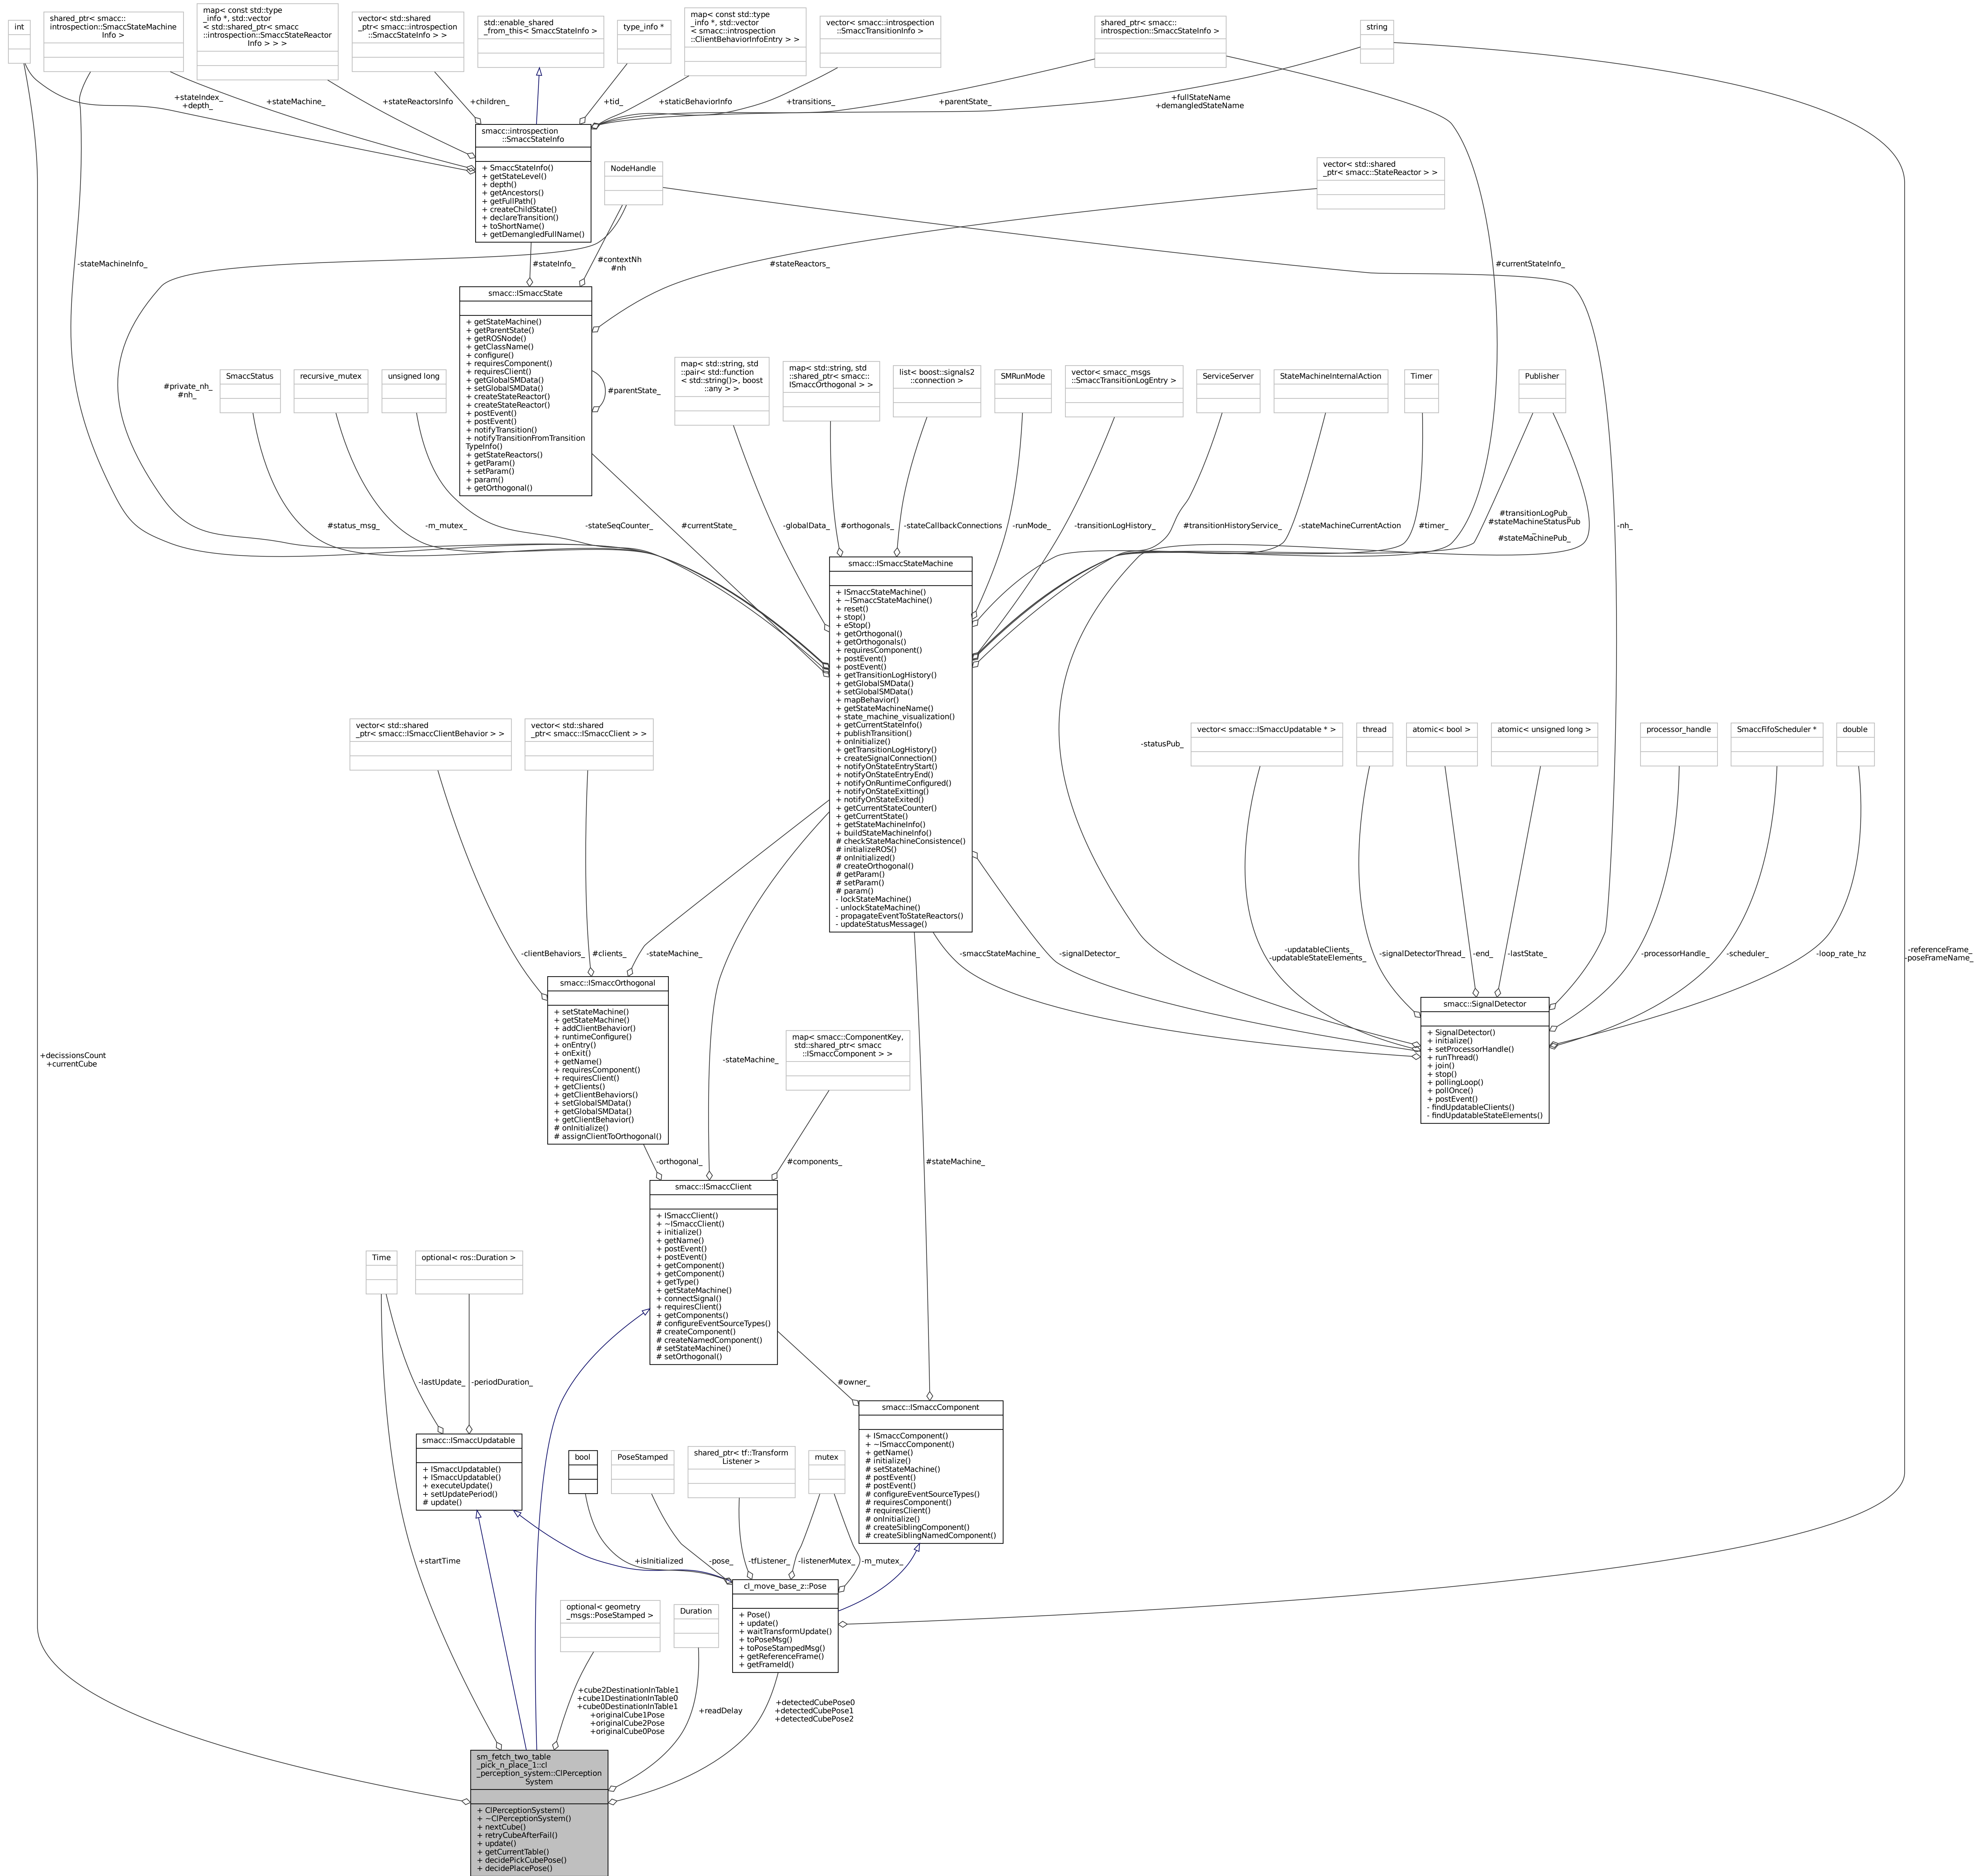 int
shared_ptr< smacc::
introspection::SmaccStateMachine
Info >
map< const std::type
_info *, std::vector
< std::shared_ptr< smacc
::introspection::SmaccStateReactor
Info > > >
vector< std::shared
_ptr< smacc::introspection
::SmaccStateInfo > >
std::enable_shared
_from_this< SmaccStateInfo >
type_info *
map< const std::type
_info *, std::vector
< smacc::introspection
::ClientBehaviorInfoEntry > >
vector< smacc::introspection
::SmaccTransitionInfo >
shared_ptr< smacc::
introspection::SmaccStateInfo >
string
+stateIndex_
+depth_
+stateMachine_
+stateReactorsInfo
+children_
+tid_
+staticBehaviorInfo
+transitions_
+parentState_
+fullStateName
+demangledStateName
smacc::introspection
::SmaccStateInfo
+ SmaccStateInfo()
+ getStateLevel()
+ depth()
+ getAncestors()
+ getFullPath()
+ createChildState()
+ declareTransition()
+ toShortName()
+ getDemangledFullName()
NodeHandle
vector< std::shared
_ptr< smacc::StateReactor > >
-stateMachineInfo_
#stateInfo_
#contextNh
#nh
#stateReactors_
#currentStateInfo_
smacc::ISmaccState
+ getStateMachine()
+ getParentState()
+ getROSNode()
+ getClassName()
+ configure()
+ requiresComponent()
+ requiresClient()
+ getGlobalSMData()
+ setGlobalSMData()
+ createStateReactor()
+ createStateReactor()
+ postEvent()
+ postEvent()
+ notifyTransition()
+ notifyTransitionFromTransition
TypeInfo()
+ getStateReactors()
+ getParam()
+ setParam()
+ param()
+ getOrthogonal()
#parentState_
#private_nh_
#nh_
SmaccStatus
recursive_mutex
unsigned long
map< std::string, std
::pair< std::function
< std::string()>, boost
::any > >
map< std::string, std
::shared_ptr< smacc::
ISmaccOrthogonal > >
list< boost::signals2
::connection >
SMRunMode
vector< smacc_msgs
::SmaccTransitionLogEntry >
ServiceServer
StateMachineInternalAction
Timer
Publisher
#status_msg_
-m_mutex_
-stateSeqCounter_
#currentState_
-globalData_
#orthogonals_
-stateCallbackConnections
-runMode_
-transitionLogHistory_
#transitionHistoryService_
-stateMachineCurrentAction
#timer_
#transitionLogPub_
#stateMachineStatusPub
_
#stateMachinePub_
-nh_
smacc::ISmaccStateMachine
+ ISmaccStateMachine()
+ ~ISmaccStateMachine()
+ reset()
+ stop()
+ eStop()
+ getOrthogonal()
+ getOrthogonals()
+ requiresComponent()
+ postEvent()
+ postEvent()
+ getTransitionLogHistory()
+ getGlobalSMData()
+ setGlobalSMData()
+ mapBehavior()
+ getStateMachineName()
+ state_machine_visualization()
+ getCurrentStateInfo()
+ publishTransition()
+ onInitialize()
+ getTransitionLogHistory()
+ createSignalConnection()
+ notifyOnStateEntryStart()
+ notifyOnStateEntryEnd()
+ notifyOnRuntimeConfigured()
+ notifyOnStateExitting()
+ notifyOnStateExited()
+ getCurrentStateCounter()
+ getCurrentState()
+ getStateMachineInfo()
+ buildStateMachineInfo()
# checkStateMachineConsistence()
# initializeROS()
# onInitialized()
# createOrthogonal()
# getParam()
# setParam()
# param()
- lockStateMachine()
- unlockStateMachine()
- propagateEventToStateReactors()
- updateStatusMessage()
vector< std::shared
_ptr< smacc::ISmaccClientBehavior > >
vector< std::shared
_ptr< smacc::ISmaccClient > >
-statusPub_
vector< smacc::ISmaccUpdatable * >
thread
atomic< bool >
atomic< unsigned long >
processor_handle
SmaccFifoScheduler *
double
-clientBehaviors_
#clients_
-stateMachine_
-smaccStateMachine_
-signalDetector_
-updatableClients_
-updatableStateElements_
-signalDetectorThread_
-end_
-lastState_
-processorHandle_
-scheduler_
-loop_rate_hz
-referenceFrame_
-poseFrameName_
smacc::ISmaccOrthogonal
+ setStateMachine()
+ getStateMachine()
+ addClientBehavior()
+ runtimeConfigure()
+ onEntry()
+ onExit()
+ getName()
+ requiresComponent()
+ requiresClient()
+ getClients()
+ getClientBehaviors()
+ setGlobalSMData()
+ getGlobalSMData()
+ getClientBehavior()
# onInitialize()
# assignClientToOrthogonal()
smacc::SignalDetector
+ SignalDetector()
+ initialize()
+ setProcessorHandle()
+ runThread()
+ join()
+ stop()
+ pollingLoop()
+ pollOnce()
+ postEvent()
- findUpdatableClients()
- findUpdatableStateElements()
+decissionsCount
+currentCube
-stateMachine_
map< smacc::ComponentKey,
std::shared_ptr< smacc
::ISmaccComponent > >
-orthogonal_
#components_
#stateMachine_
smacc::ISmaccClient
+ ISmaccClient()
+ ~ISmaccClient()
+ initialize()
+ getName()
+ postEvent()
+ postEvent()
+ getComponent()
+ getComponent()
+ getType()
+ getStateMachine()
+ connectSignal()
+ requiresClient()
+ getComponents()
# configureEventSourceTypes()
# createComponent()
# createNamedComponent()
# setStateMachine()
# setOrthogonal()
Time
optional< ros::Duration >
-lastUpdate_
-periodDuration_
#owner_
smacc::ISmaccUpdatable
+ ISmaccUpdatable()
+ ISmaccUpdatable()
+ executeUpdate()
+ setUpdatePeriod()
# update()
smacc::ISmaccComponent
+ ISmaccComponent()
+ ~ISmaccComponent()
+ getName()
# initialize()
# setStateMachine()
# postEvent()
# postEvent()
# configureEventSourceTypes()
# requiresComponent()
# requiresClient()
# onInitialize()
# createSiblingComponent()
# createSiblingNamedComponent()
bool
PoseStamped
shared_ptr< tf::Transform
Listener >
mutex
+startTime
+isInitialized
-pose_
-tfListener_
-listenerMutex_
-m_mutex_
cl_move_base_z::Pose
+ Pose()
+ update()
+ waitTransformUpdate()
+ toPoseMsg()
+ toPoseStampedMsg()
+ getReferenceFrame()
+ getFrameId()
optional< geometry
_msgs::PoseStamped >
Duration
+cube2DestinationInTable1
+cube1DestinationInTable0
+cube0DestinationInTable1
+originalCube1Pose
+originalCube2Pose
+originalCube0Pose
+readDelay
+detectedCubePose0
+detectedCubePose1
+detectedCubePose2
sm_fetch_two_table
_pick_n_place_1::cl
_perception_system::ClPerception
System
+ ClPerceptionSystem()
+ ~ClPerceptionSystem()
+ nextCube()
+ retryCubeAfterFail()
+ update()
+ getCurrentTable()
+ decidePickCubePose()
+ decidePlacePose()